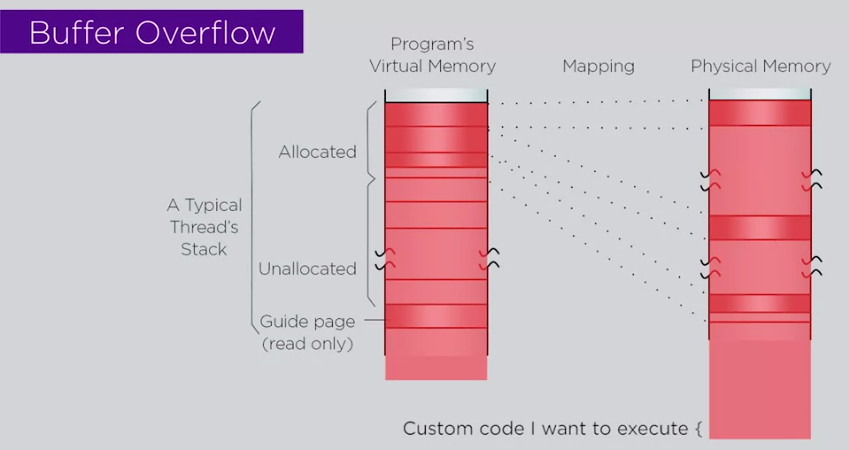 Buffer Overflow
Program's
Virtual Memory
Mapping
Physical Memory
Allocated
A Typical
Thread's
Stack
Unallocated
Guide page
(read only)
Custom code I want to execute {